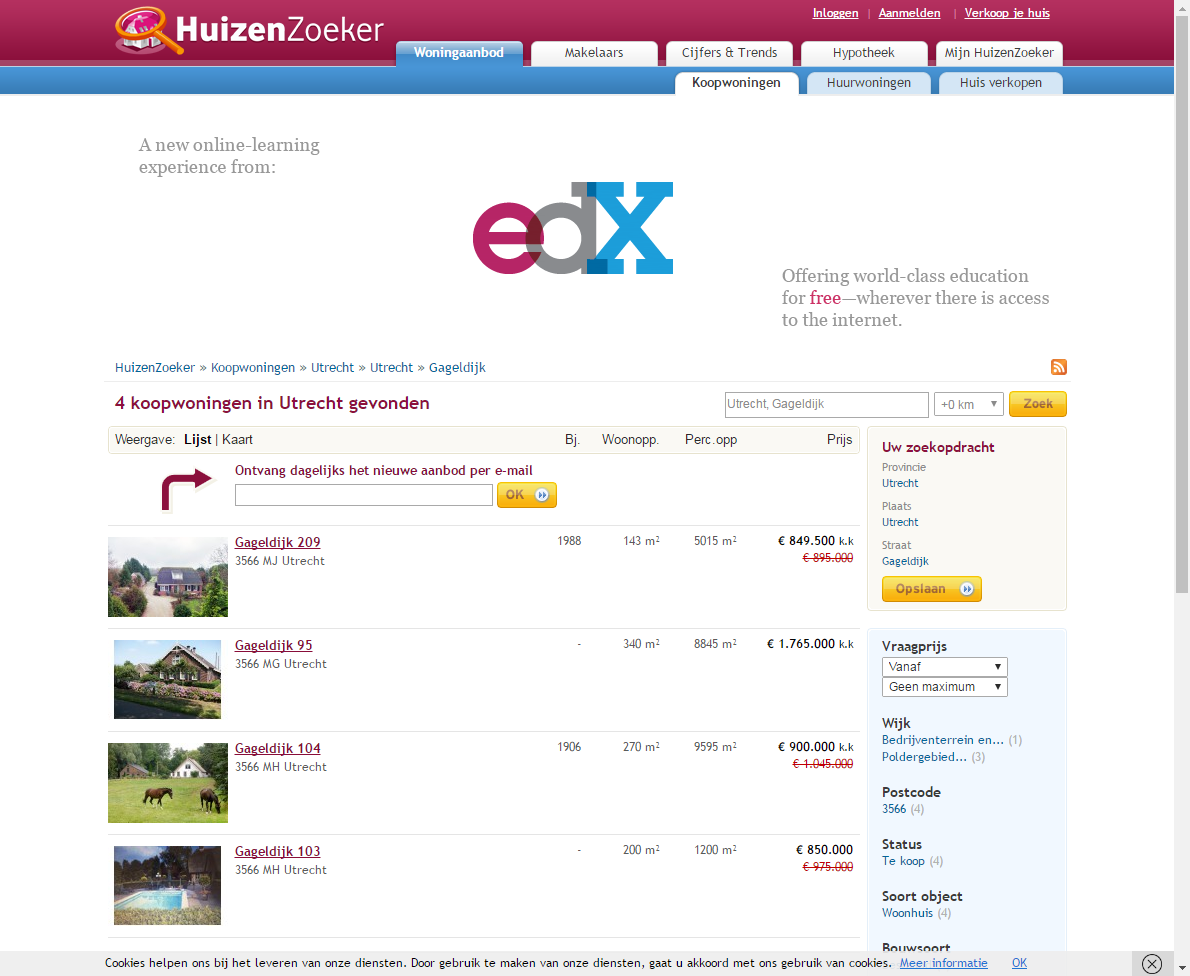 HuizenZoeker
Inloggen | Aanmelden | Verkoop je huis
Woningaanbod Makelaars Cijfers & Trends Hypotheek Mijn HuizenZoeker
Koopwoningen Huurwoningen Huis verkopen
A new online-learning
experience from:
edX
Offering world-class education
for free—wherever there is access
to the internet.
HuizenZoeker » Koopwoningen » Utrecht » Utrecht » Gageldijk
4 koopwoningen in Utrecht gevonden
Utrecht, Gageldijk +0 km Zoek
Weergave: Lijst | Kaart Bj. Woonopp. Perc.opp Prijs
Ontvang dagelijks het nieuwe aanbod per e-mail
OK
Gageldijk 209 1988 143 m² 5015 m² € 849.500 k.k
3566 MJ Utrecht € 895.000
Gageldijk 95 - 340 m² 8845 m² € 1.765.000 k.k
3566 MG Utrecht
Gageldijk 104 1906 270 m² 9595 m² € 900.000 k.k
3566 MH Utrecht € 1.045.000
Gageldijk 103 - 200 m² 1200 m² € 850.000
3566 MH Utrecht € 975.000
Uw zoekopdracht
Provincie
Utrecht
Plaats
Utrecht
Straat
Gageldijk
Opslaan
Vraagprijs
Vanaf
Geen maximum
Wijk
Bedrijventerrein en... (1)
Poldergebied... (3)
Postcode
3566 (4)
Status
Te koop (4)
Soort object
Woonhuis (4)
Bouwsoort
Cookies helpen ons bij het leveren van onze diensten. Door gebruik te maken van onze diensten, gaat u akkoord met ons gebruik van cookies. Meer informatie OK